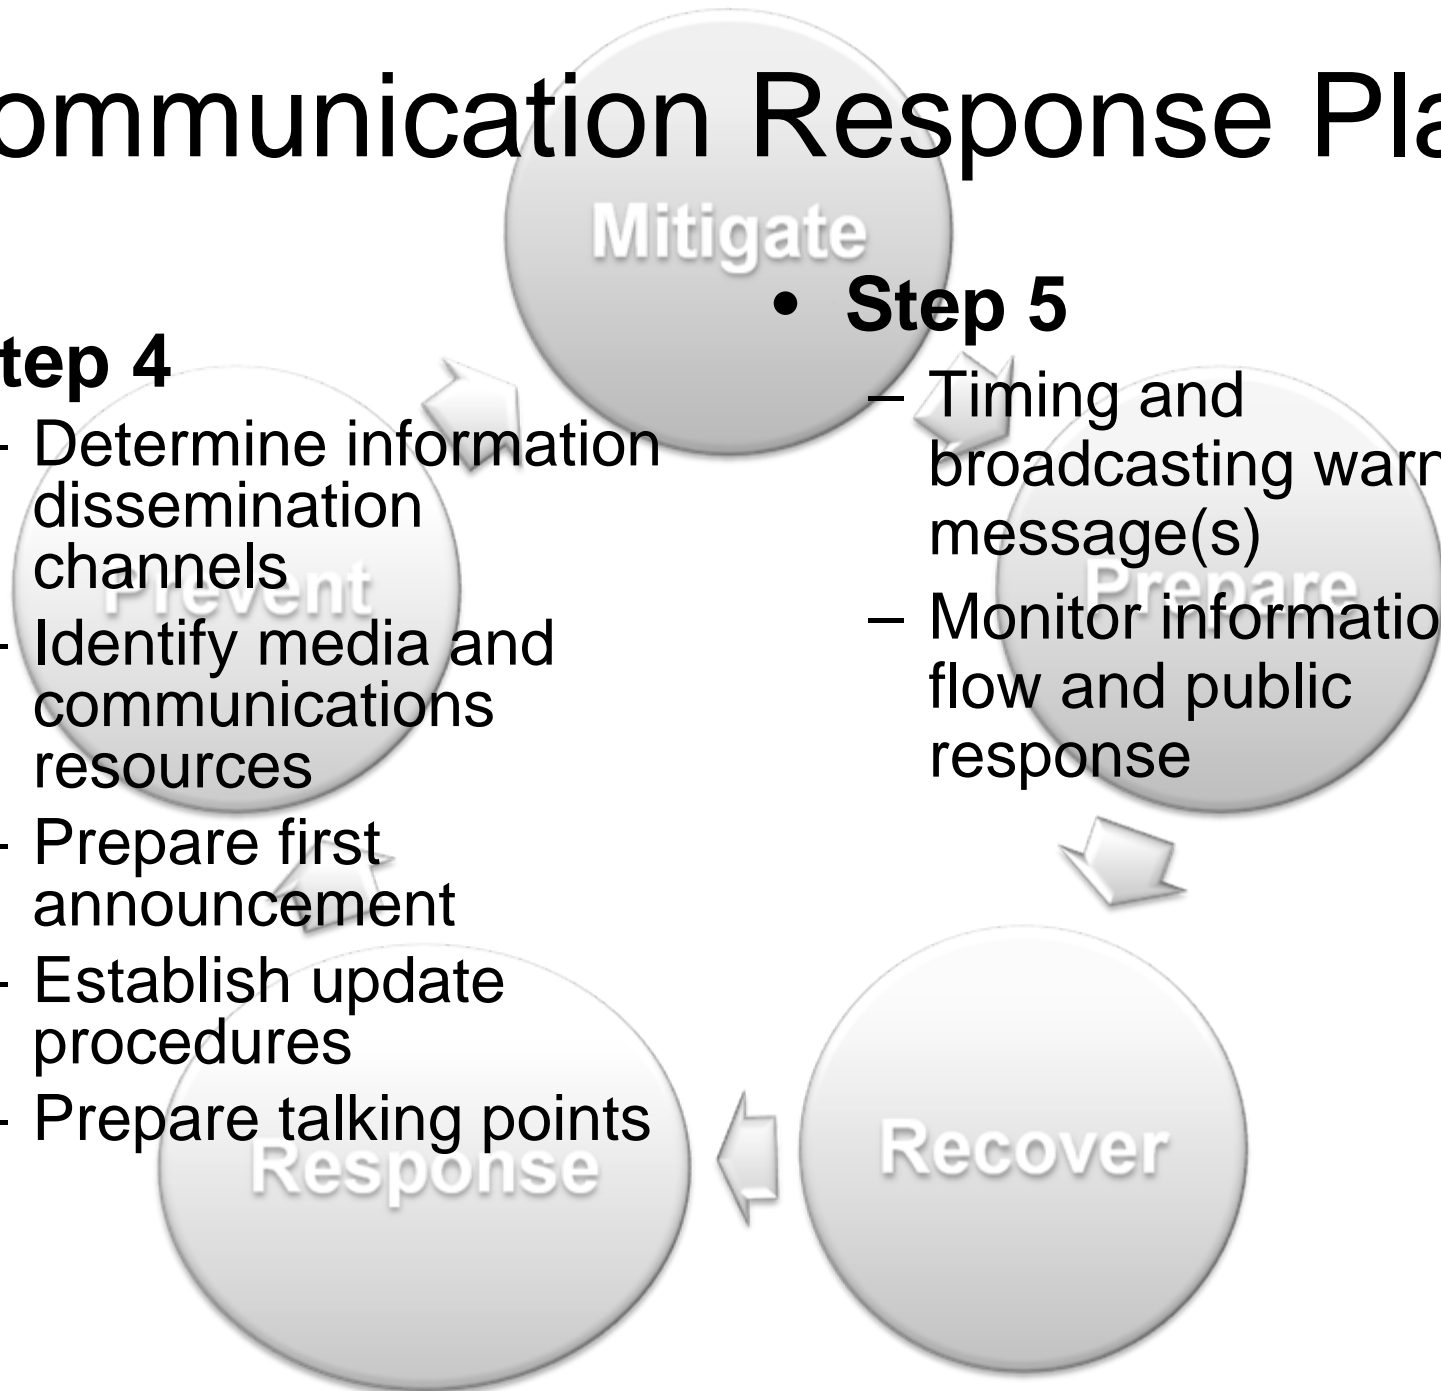 ommunication Response Pla
Mitigate
tep 4
- Determine information
dissemination
channels
- Identify media and
communications
resources
- Prepare first
announcement
- Establish update
procedures
- Prepare talking points
• Step 5
– Timing and
broadcasting warn
message(s)
– Monitor informatio
flow and public
response
Prevent
Prepare
Response
Recover